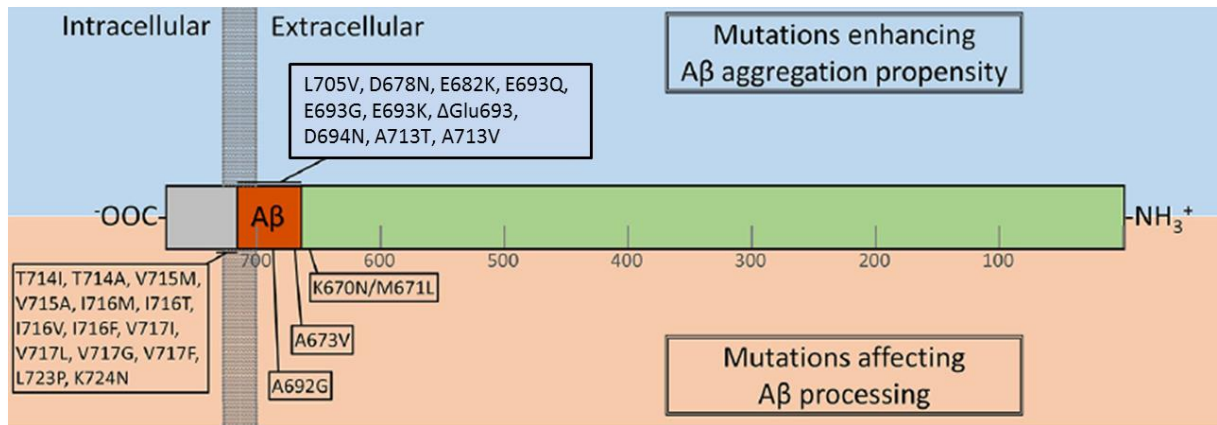 Intracellular
Extracellular
Mutations enhancing
Aβ aggregation propensity
L705V, D678N, E682K, E693Q,
E693G, E693K, ΔGlu693,
D694N, A713T, A713V
⁻OOC-
Aβ
-NH₃⁺
700
600
500
400
300
200
100
T714I, T714A, V715M,
V715A, I716M, I716T,
I716V, I716F, V717I,
V717L, V717G, V717F,
L723P, K724N
K670N/M671L
A673V
A692G
Mutations affecting
Aβ processing